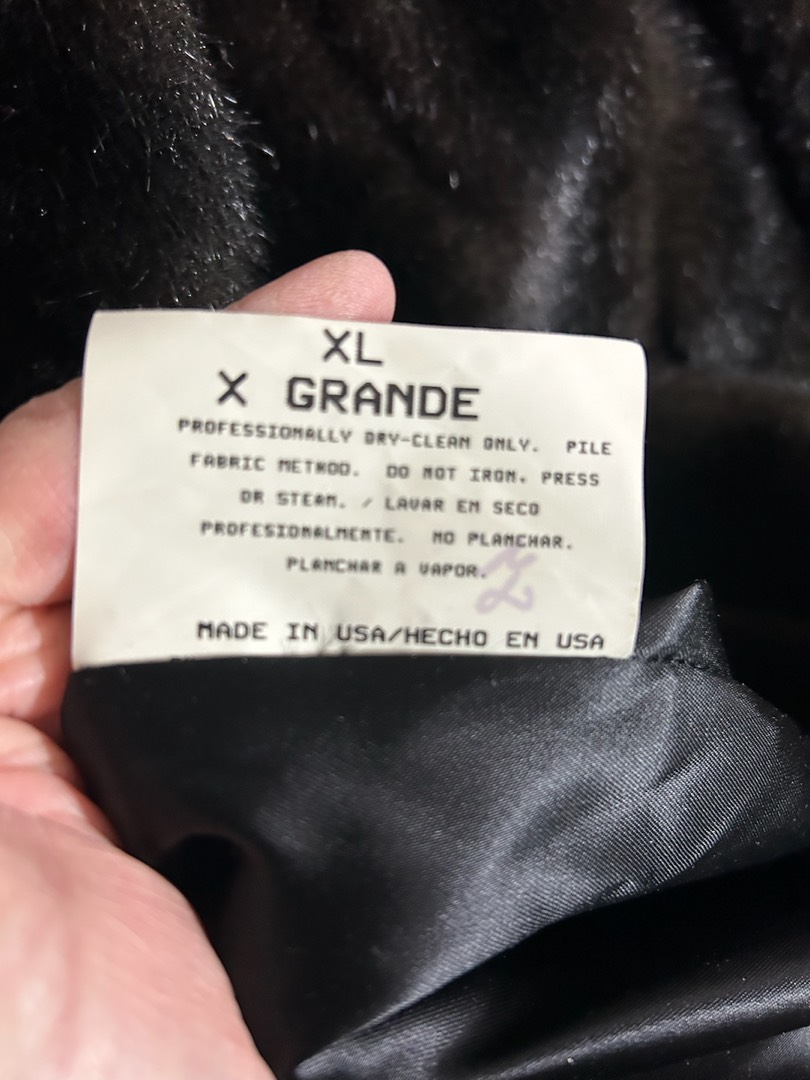 XL
X GRANDE
PROFESSIONALLY DRY-CLEAN ONLY. PILE
FABRIC METHOD. DO NOT IRON. PRESS
OR STEAM. / LAVAR EN SECO
PROFESIONALMENTE. NO PLANCHAR.
PLANCHAR A VAPOR.
MADE IN USA/HECHO EN USA